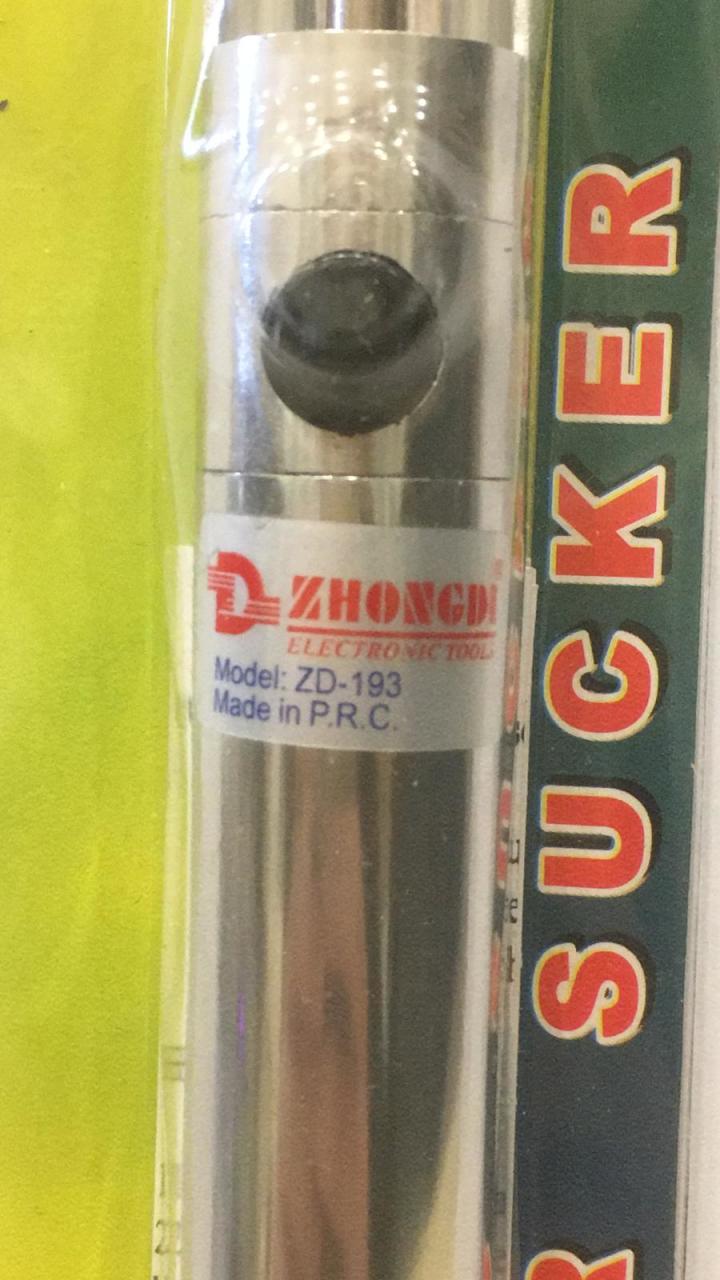 ZHONGDI
ELECTRONIC TOOLS
Model: ZD-193
Made in P.R.C.
R SUCKER